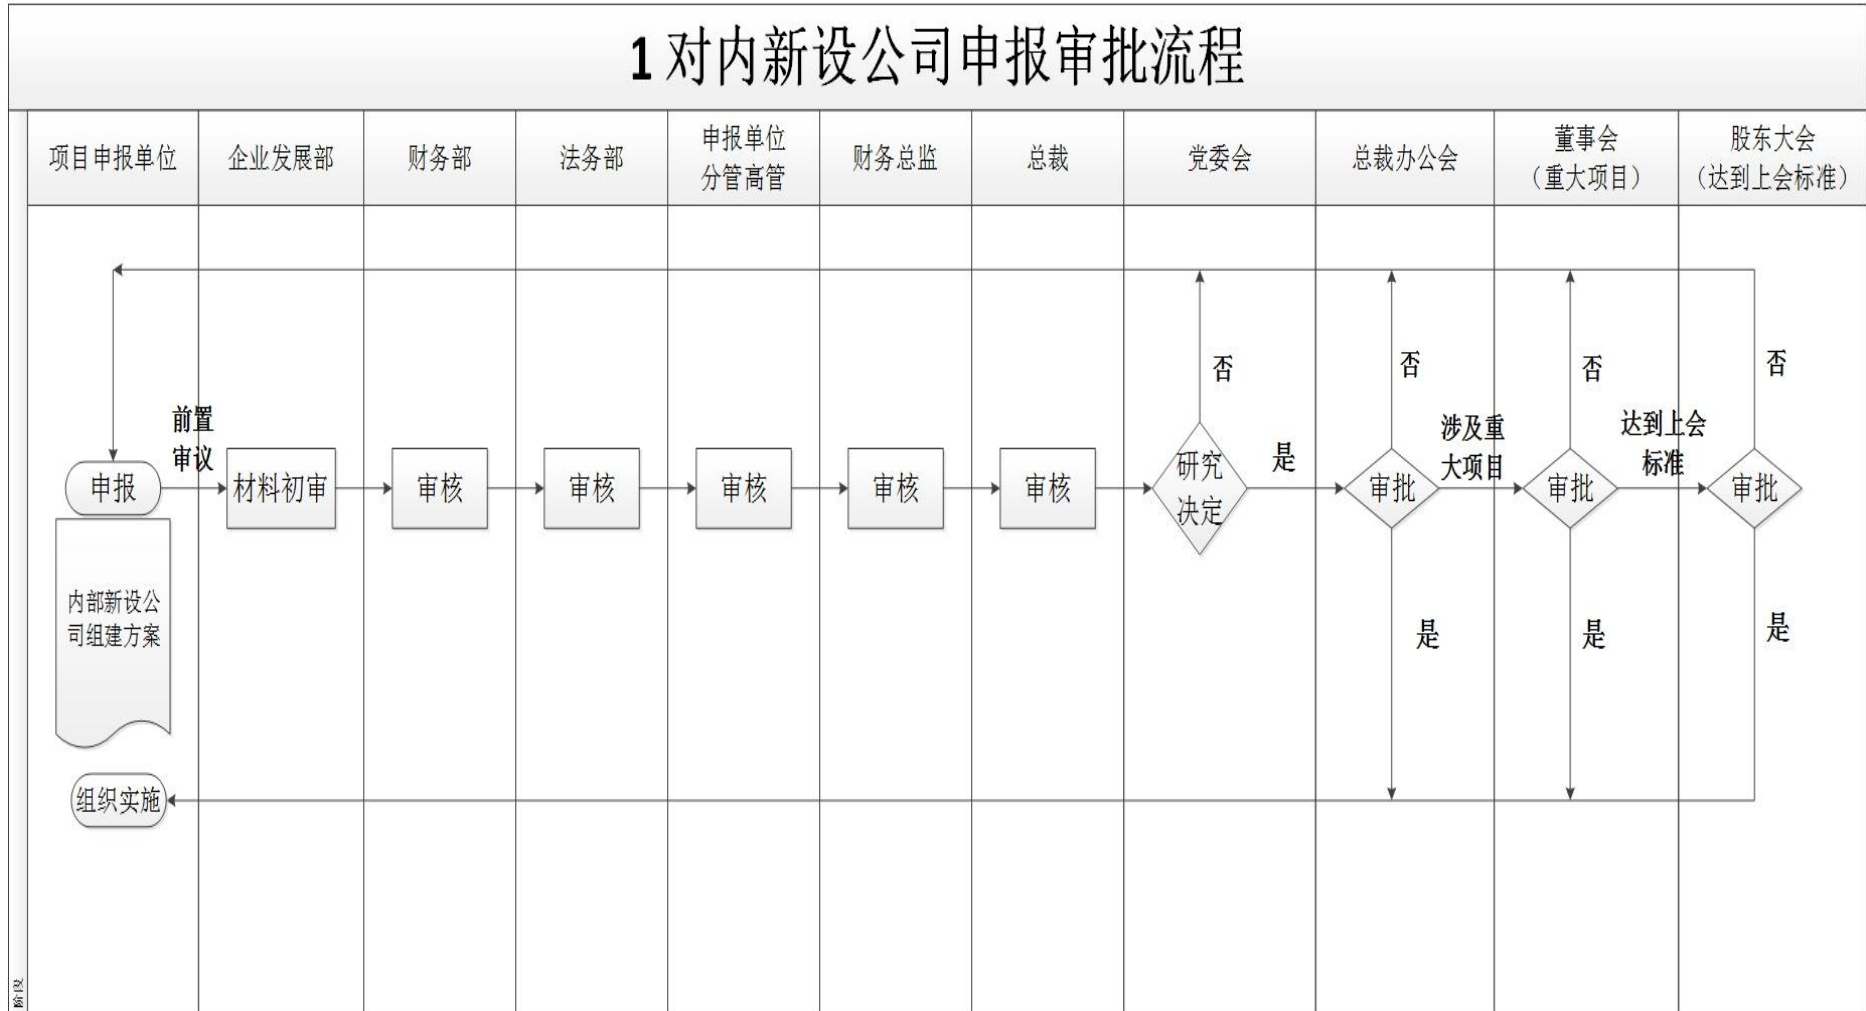 1 对内新设公司申报审批流程
项目申报单位
企业发展部
财务部
法务部
申报单位
分管高管
财务总监
总裁
党委会
总裁办公会
董事会
（重大项目）
股东大会
（达到上会标准）
否
否
否
否
前置
审议
涉及重
大项目
达到上会
标准
是
申报
材料初审
审核
审核
审核
审核
审核
研究
决定
审批
审批
审批
内部新设公
司组建方案
是
是
是
组织实施
阶段